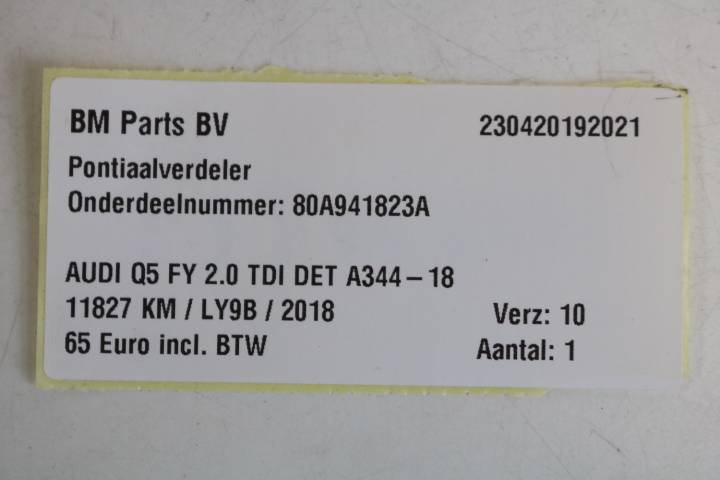 BM Parts BV 230420192021
Pontiaalverdeler
Onderdeelnummer: 80A941823A
AUDI Q5 FY 2.0 TDI DET A344-18
11827 KM / LY9B / 2018 Verz: 10
65 Euro incl. BTW Aantal: 1